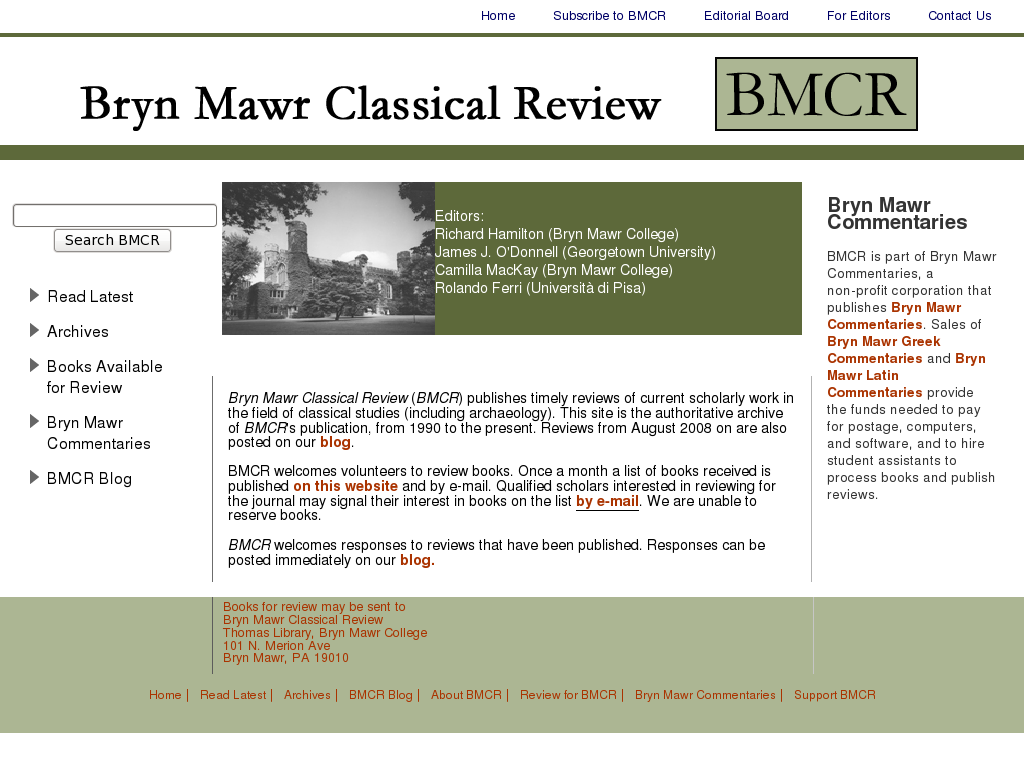 Home Subscribe to BMCR Editorial Board For Editors Contact Us
Bryn Mawr Classical Review
BMCR
Search BMCR
Read Latest
Archives
Books Available
for Review
Bryn Mawr
Commentaries
BMCR Blog
Editors:
Richard Hamilton (Bryn Mawr College)
James J. O'Donnell (Georgetown University)
Camilla MacKay (Bryn Mawr College)
Rolando Ferri (Università di Pisa)
Bryn Mawr Classical Review (BMCR) publishes timely reviews of current scholarly work in
the field of classical studies (including archaeology). This site is the authoritative archive
of BMCR's publication, from 1990 to the present. Reviews from August 2008 on are also
posted on our blog.
BMCR welcomes volunteers to review books. Once a month a list of books received is
published on this website and by e-mail. Qualified scholars interested in reviewing for
the journal may signal their interest in books on the list by e-mail. We are unable to
reserve books.
BMCR welcomes responses to reviews that have been published. Responses can be
posted immediately on our blog.
Bryn Mawr
Commentaries
BMCR is part of Bryn Mawr
Commentaries, a
non-profit corporation that
publishes Bryn Mawr
Commentaries. Sales of
Bryn Mawr Greek
Commentaries and Bryn
Mawr Latin
Commentaries provide
the funds needed to pay
for postage, computers,
and software, and to hire
student assistants to
process books and publish
reviews.
Books for review may be sent to
Bryn Mawr Classical Review
Thomas Library, Bryn Mawr College
101 N. Merion Ave
Bryn Mawr, PA 19010
Home | Read Latest | Archives | BMCR Blog | About BMCR | Review for BMCR | Bryn Mawr Commentaries | Support BMCR